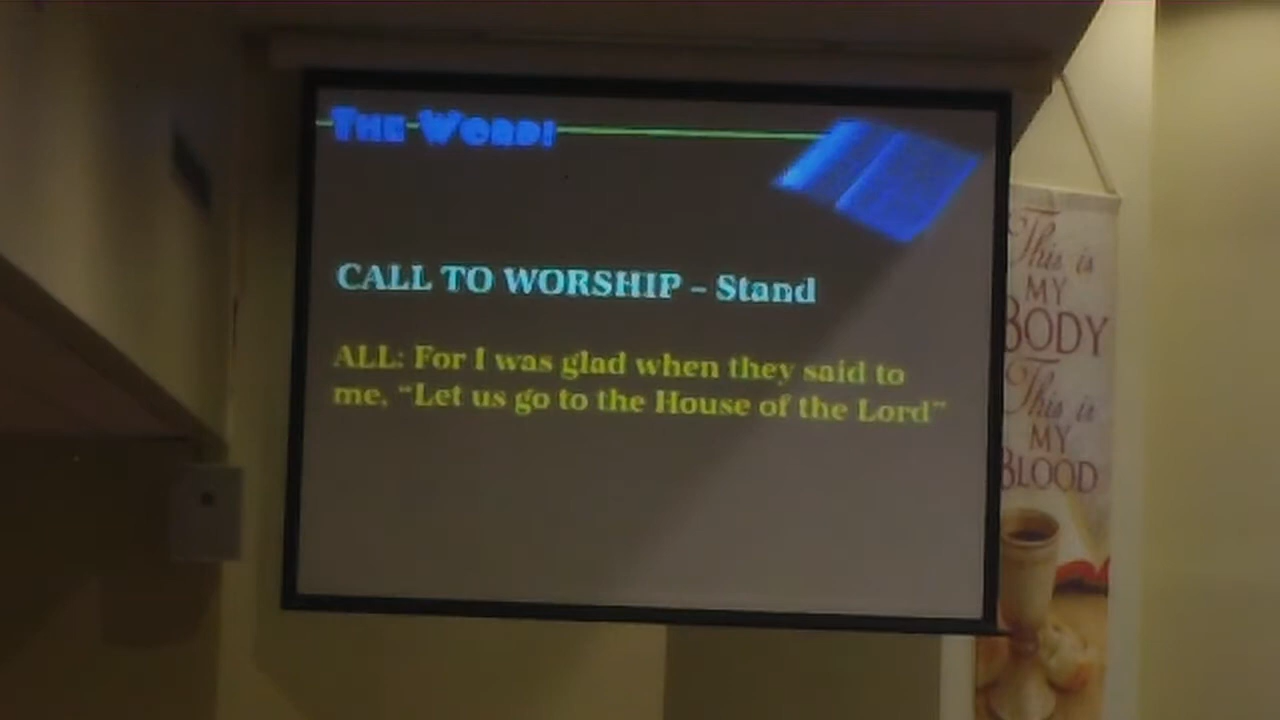 THE WORD!
CALL TO WORSHIP – Stand
ALL: For I was glad when they said to
me, “Let us go to the House of the Lord”
This is
MY
BODY
This is
MY
BLOOD